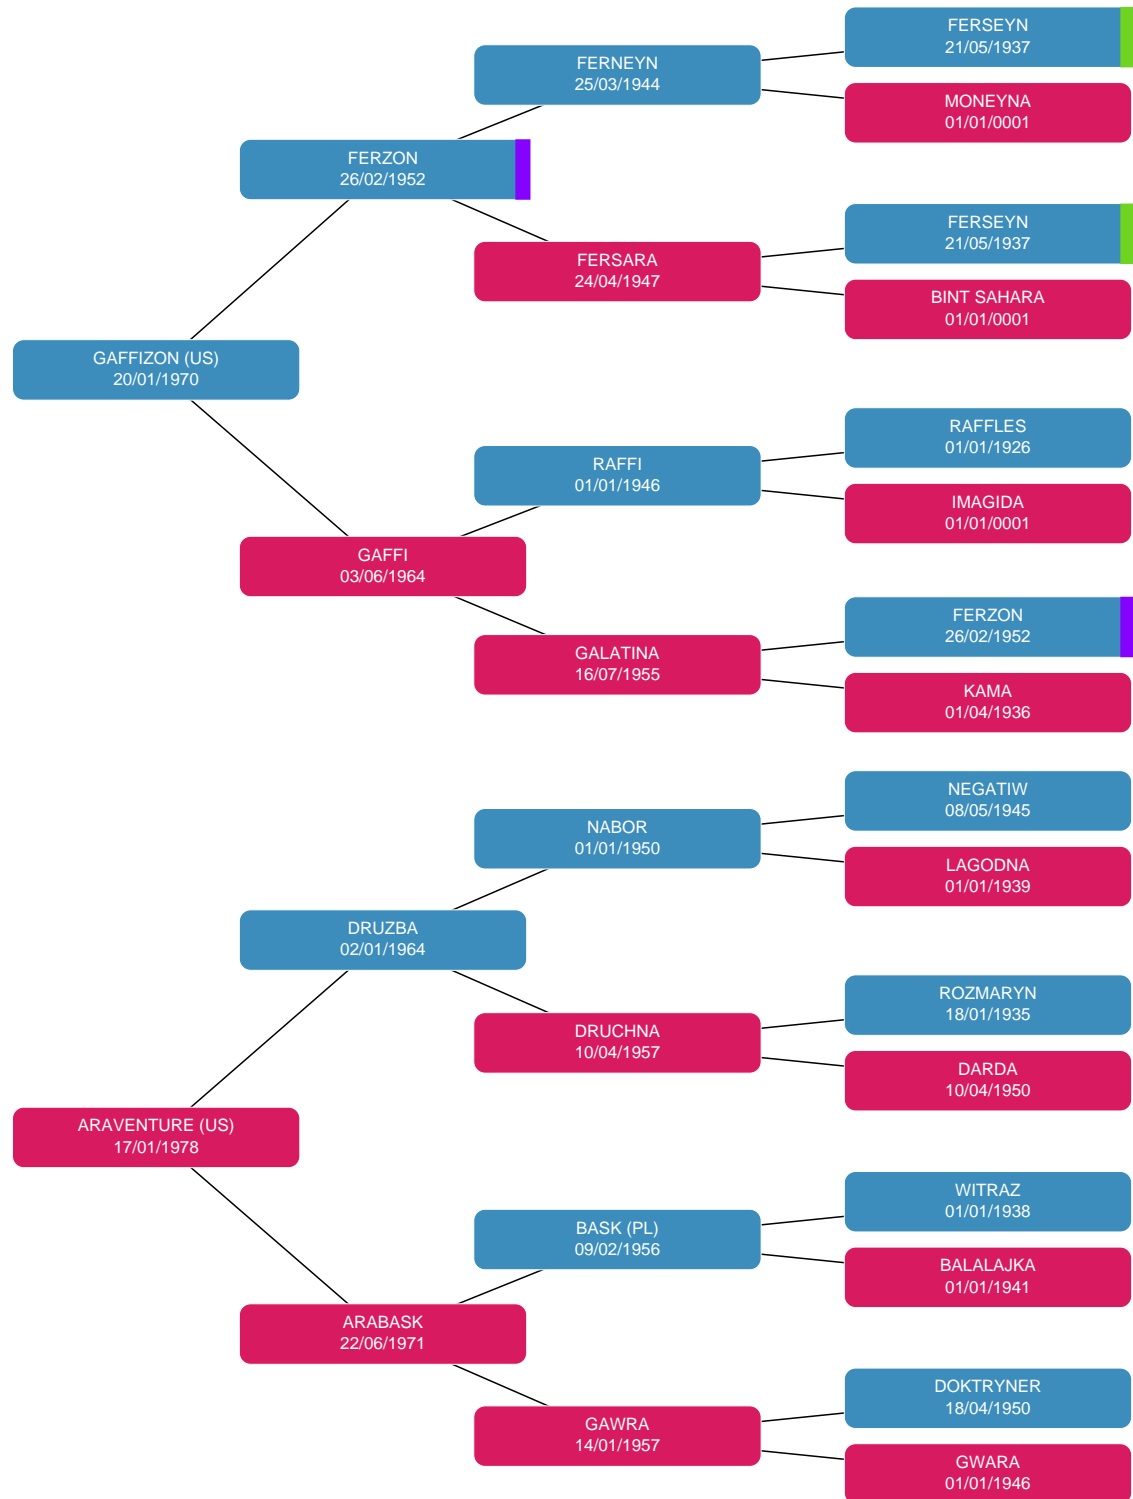 FERSEYN
21/05/1937
FERNEYN
25/03/1944
MONEYNA
01/01/0001
FERZON
26/02/1952
FERSEYN
21/05/1937
FERSARA
24/04/1947
BINT SAHARA
01/01/0001
GAFFIZON (US)
20/01/1970
RAFFLES
01/01/1926
RAFFI
01/01/1946
IMAGIDA
01/01/0001
GAFFI
03/06/1964
FERZON
26/02/1952
GALATINA
16/07/1955
KAMA
01/04/1936
NEGATIW
08/05/1945
NABOR
01/01/1950
LAGODNA
01/01/1939
DRUZBA
02/01/1964
ROZMARYN
18/01/1935
DRUCHNA
10/04/1957
DARDA
10/04/1950
ARAVENTURE (US)
17/01/1978
WITRAZ
01/01/1938
BASK (PL)
09/02/1956
BALALAJKA
01/01/1941
ARABASK
22/06/1971
DOKTRYNER
18/04/1950
GAWRA
14/01/1957
GWARA
01/01/1946